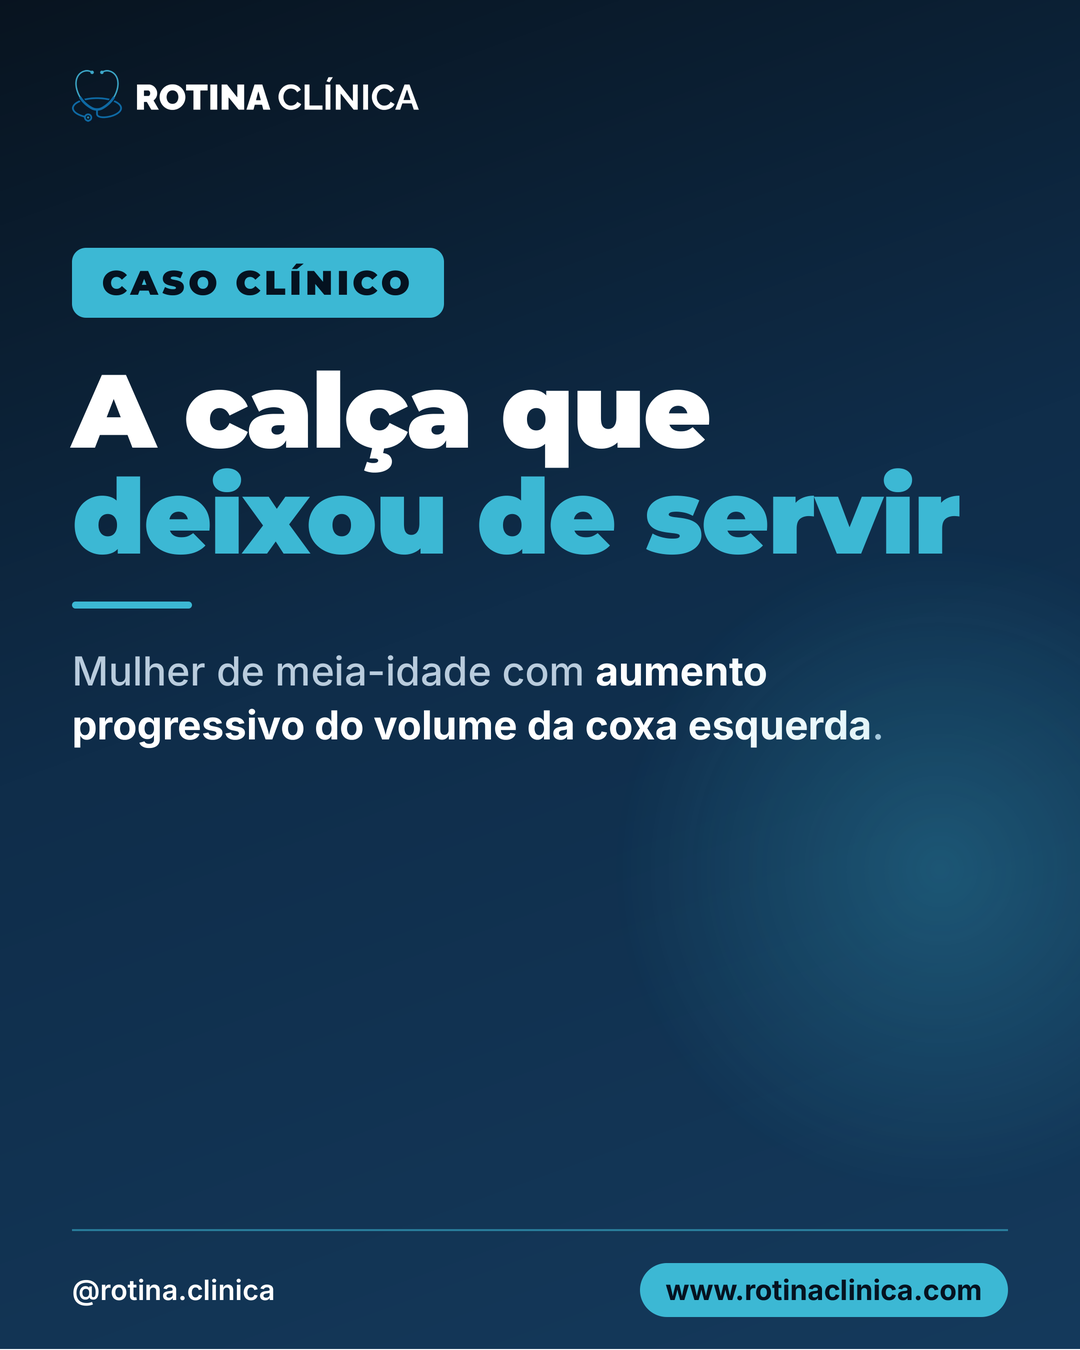 ROTINA CLÍNICA
CASO CLÍNICO
A calça que
deixou de servir
Mulher de meia-idade com aumento
progressivo do volume da coxa esquerda.
@rotina.clinica
www.rotinaclinica.com